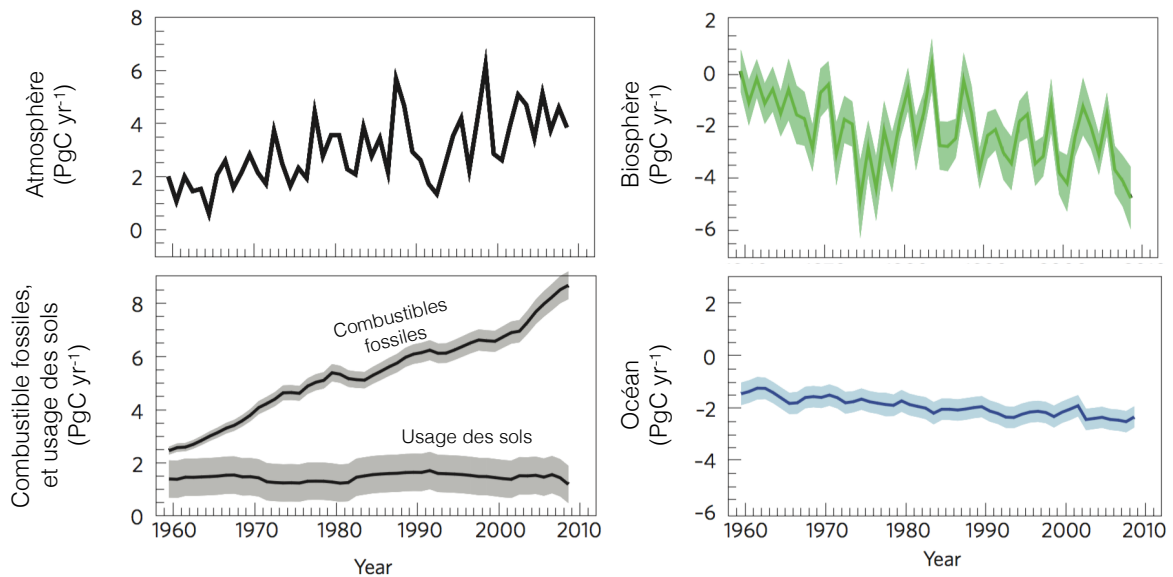 Atmosphère
(PgC yr-1)
8
6
4
2
0
Biosphère
(PgC yr-1)
2
0
-2
-4
-6
Combustible fossiles,
et usage des sols
(PgC yr-1)
8
6
4
2
0
Combustibles
fossiles
Usage des sols
1960 1970 1980 1990 2000 2010
Year
Océan
(PgC yr-1)
2
0
-2
-4
-6
1960 1970 1980 1990 2000 2010
Year